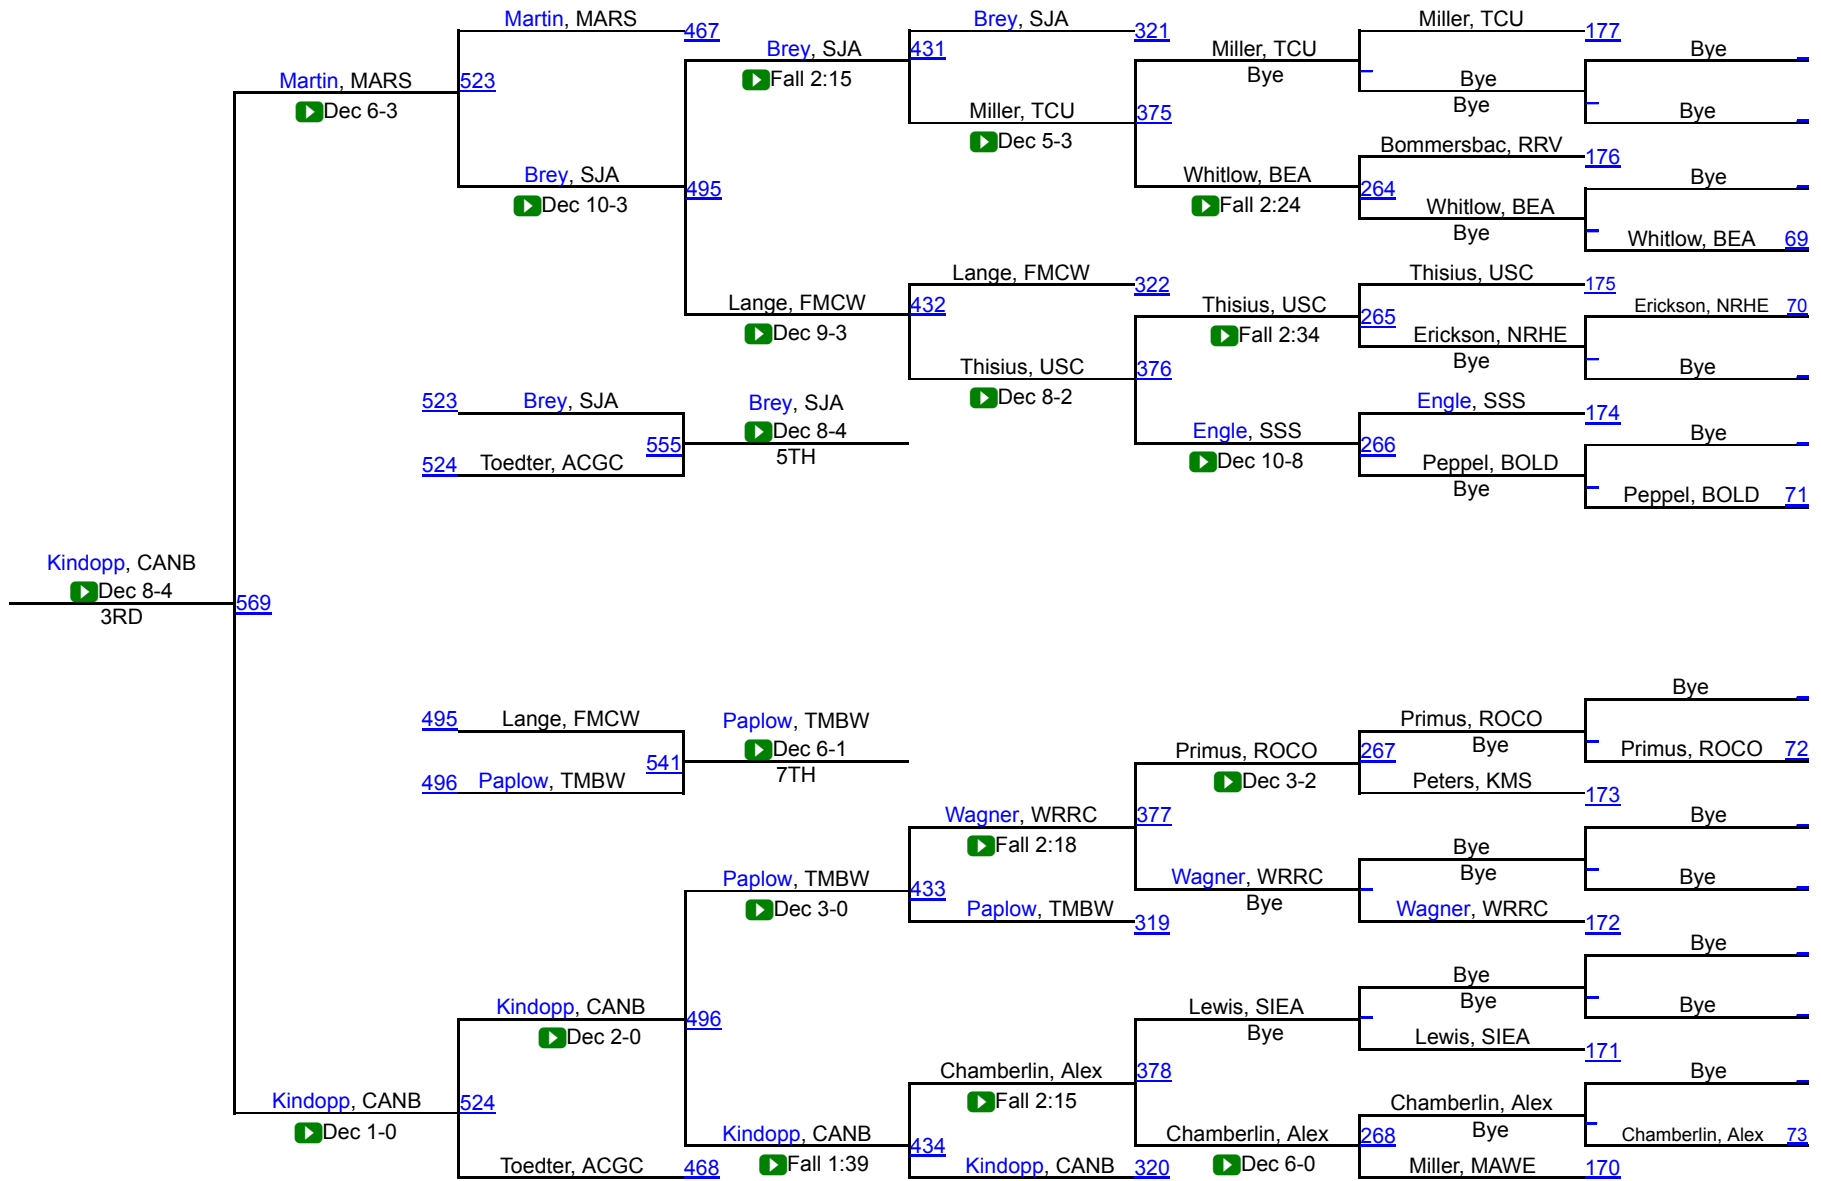 Martin, MARS
467
Brey, SJA
321
Miller, TCU
177
Brey, SJA
431
Miller, TCU
Bye
Bye
Martin, MARS
523
Fall 2:15
Bye
Bye
Dec 6-3
Miller, TCU
375
Bye
Dec 5-3
Bommersbac, RRV
176
Brey, SJA
495
Whitlow, BEA
264
Bye
Dec 10-3
Fall 2:24
Whitlow, BEA
Bye
Whitlow, BEA 69
Lange, FMCW
322
Thisius, USC
175
Lange, FMCW
432
Thisius, USC
265
Erickson, NRHE 70
Dec 9-3
Fall 2:34
Erickson, NRHE
Bye
Thisius, USC
376
Bye
Dec 8-2
523 Brey, SJA
Brey, SJA
Engle, SSS
174
555
Dec 8-4
Engle, SSS
266
Bye
524 Toedter, ACGC
5TH
Dec 10-8
Peppel, BOLD
Bye
Peppel, BOLD 71
Kindopp, CANB
Dec 8-4
569
3RD
Bye
495 Lange, FMCW
Paplow, TMBW
Primus, ROCO
Bye
541
Dec 6-1
Primus, ROCO
267
Primus, ROCO 72
496 Paplow, TMBW
7TH
Dec 3-2
Peters, KMS
173
Wagner, WRRC
377
Bye
Fall 2:18
Bye
Bye
Paplow, TMBW
433
Wagner, WRRC
Bye
Bye
Dec 3-0
Paplow, TMBW
319
Wagner, WRRC
172
Bye
Bye
Bye
Kindopp, CANB
496
Lewis, SIEA
Bye
Bye
Dec 2-0
Lewis, SIEA
171
Chamberlin, Alex
378
Bye
Fall 2:15
Kindopp, CANB
524
Chamberlin, Alex
Bye
Dec 1-0
Kindopp, CANB
434
Chamberlin, Alex
268
Chamberlin, Alex 73
Fall 1:39
Dec 6-0
Toedter, ACGC
468
Kindopp, CANB
320
Miller, MAWE
170